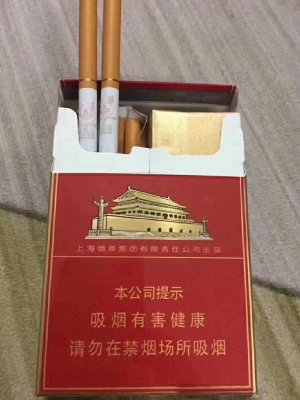 上海烟草集团有限责任公司出品
本公司提示
吸烟有害健康
请勿在禁烟场所吸烟